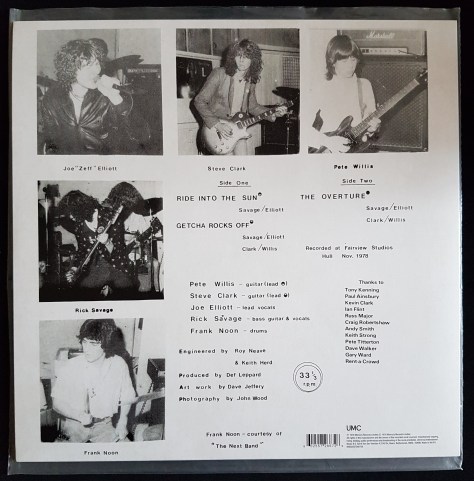 Marshall
Joe "Zeff" Elliott
Steve Clark
Pete Willis
Side One
RIDE INTO THE SUN
Savage/Elliott
GETCHA ROCKS OFF
Savage/Elliott
Clark/Willis
Side Two
THE OVERTURE
Savage/Elliott
Clark/Willis
Recorded at Fairview Studios
Hull Nov. 1978
Rick Savage
Pete Willis – guitar (lead
Steve Clark – guitar (lead
Joe Elliott – lead vocals
Rick Savage – bass guitar & vocals
Frank Noon – drums
Engineered by Roy Neave
& Keith Herd
Produced by Def Leppard
Art work by Dave Jeffery
Photography by John Wood
33 1/3
r.p.m
Thanks to
Tony Kenning
Paul Ainsbury
Kevin Clark
Ian Flint
Ross Major
Craig Robertshaw
Andy Smith
Keith Strong
Pete Titterton
Dave Walker
Gary Ward
Rent a Crowd
Frank Noon
Frank Noon – courtesy of
"The Next Band"
UMC